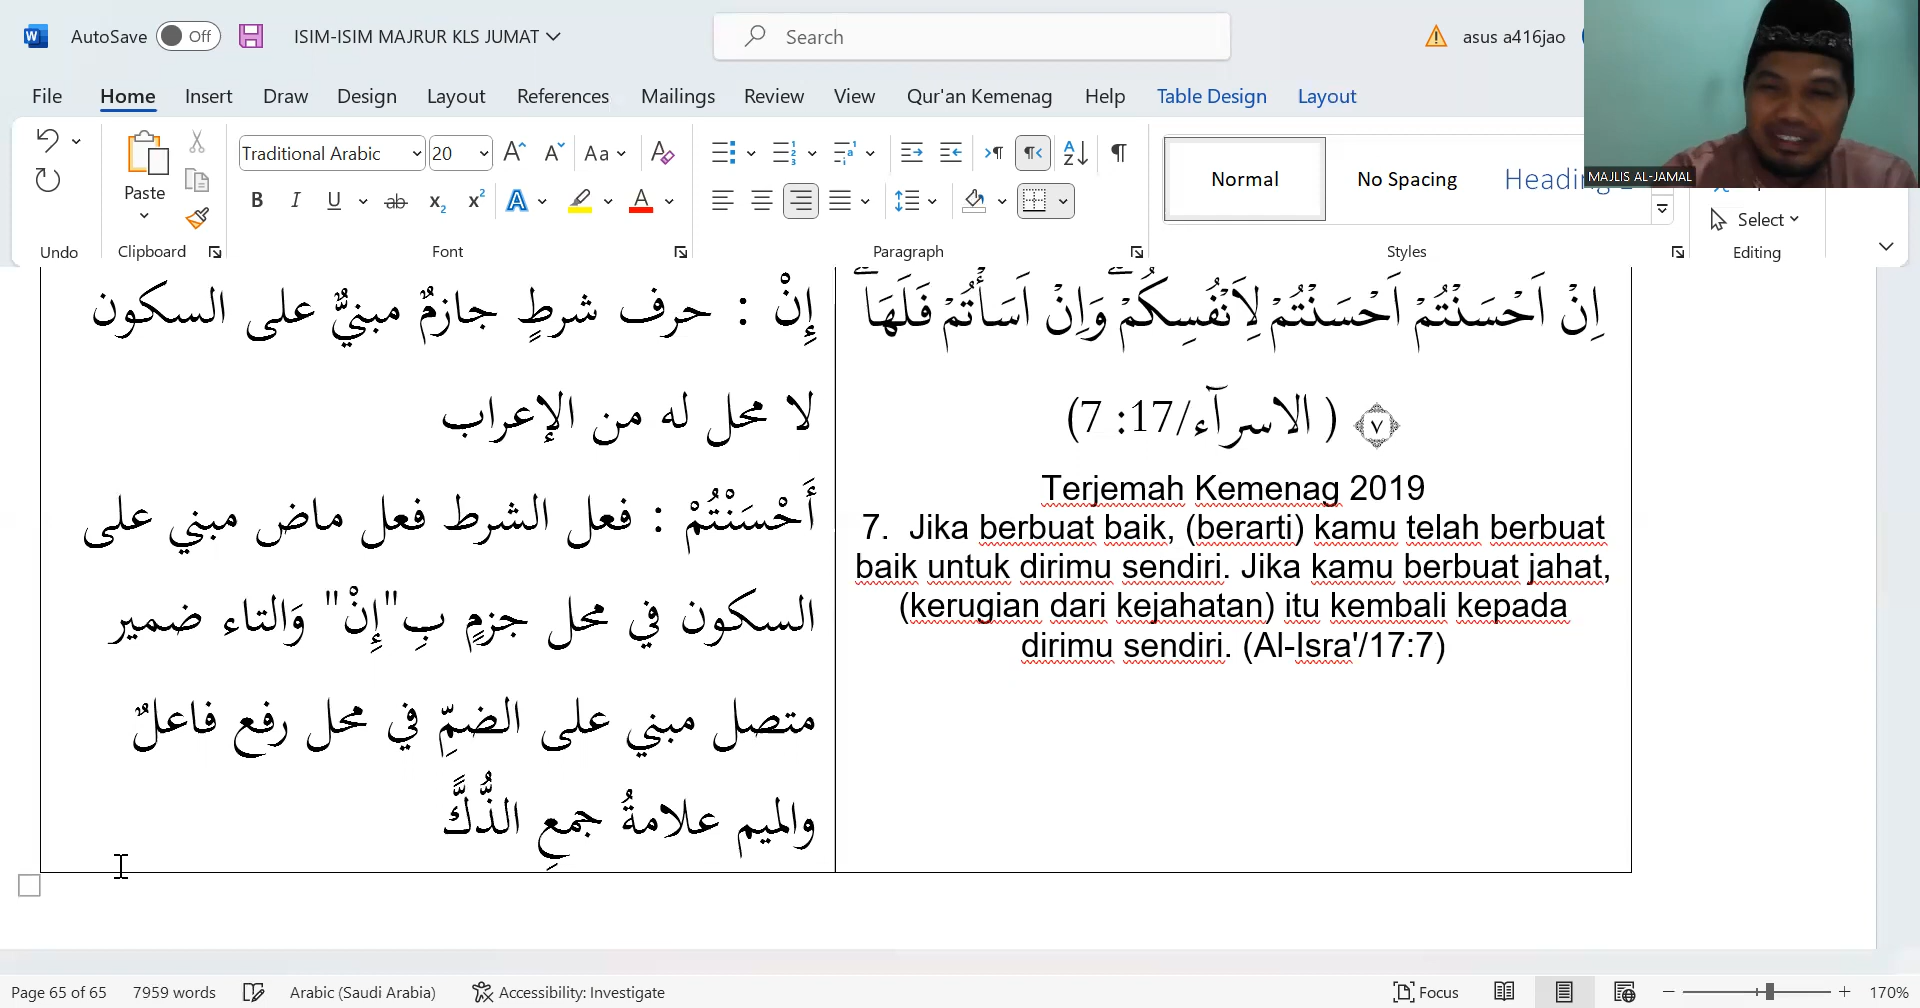 AutoSave Off ISIM-ISIM MAJRUR KLS JUMAT Search asus a416jao
File Home Insert Draw Design Layout References Mailings Review View Qur'an Kemenag Help Table Design Layout
Traditional Arabic 20 Aa
Paste
Normal No Spacing Heading
MAJLIS AL-JAMAL
Select
Undo Clipboard Font Paragraph Styles Editing
اِنْ اَحْسَنْتُمْ اَحْسَنْتُمْ لِاَنْفُسِكُمْ ۗوَاِنْ اَسَأْتُمْ فَلَهَاۗ
٧ ( الاسرآء/17: 7)
Terjemah Kemenag 2019
7. Jika berbuat baik, (berarti) kamu telah berbuat
baik untuk dirimu sendiri. Jika kamu berbuat jahat,
(kerugian dari kejahatan) itu kembali kepada
dirimu sendiri. (Al-Isra'/17:7)
إِنْ : حرف شرطٍ جازمٌ مبنيٌّ على السكون
لا محل له من الإعراب
أَحْسَنْتُمْ : فعل الشرط فعل ماض مبني على
السكون في محل جزمٍ بِ"إِنْ" وَالتاء ضمير
متصل مبني على الضمِّ في محل رفع فاعلٌ
والميم علامةُ جمعِ الذُّكًّ
Page 65 of 65 7959 words Arabic (Saudi Arabia) Accessibility: Investigate Focus 170%